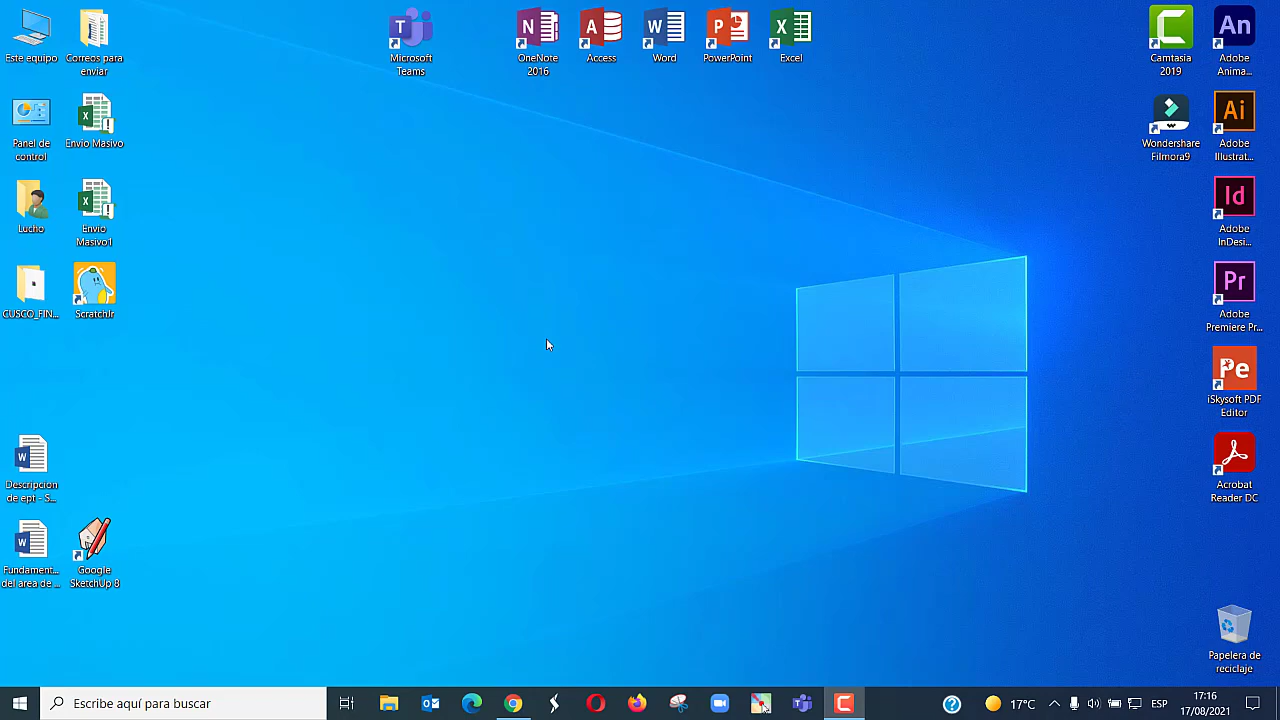 Este equipo
Correos para
enviar
Microsoft
Teams
OneNote
2016
Access
Word
PowerPoint
Excel
Camtasia
2019
Adobe
Anima...
Panel de
control
Envio Masivo
Wondershare
Filmora9
Adobe
Illustrat...
Lucho
Envio
Masivo1
Adobe
InDesi...
CUSCO_FIN...
ScratchJr
Adobe
Premiere Pr...
iSkysoft PDF
Editor
Descripcion
de ept - S...
Acrobat
Reader DC
Fundament...
del area de ...
Google
SketchUp 8
Papelera de
reciclaje
Escribe aquí para buscar
17°C
ESP
17:16
17/08/2021